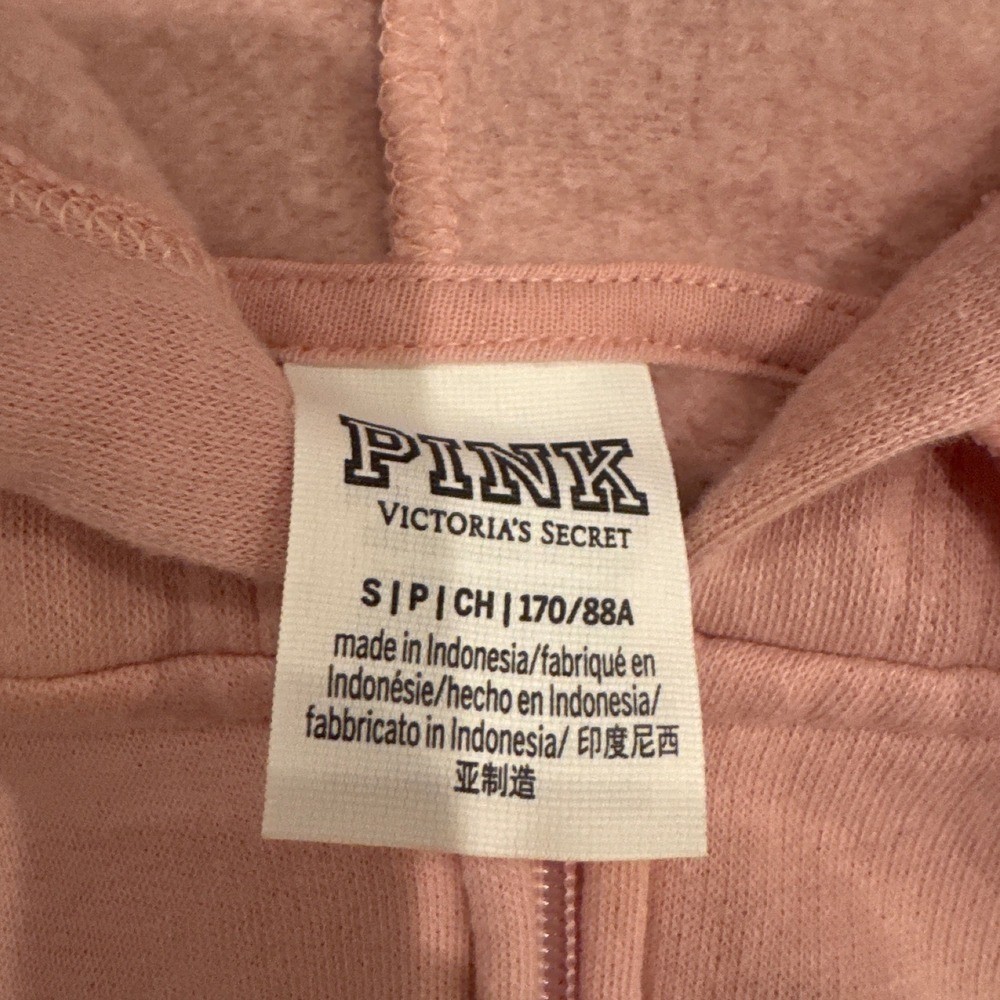 PINK
VICTORIA'S SECRET
S | P | CH | 170/88A
made in Indonesia/fabriqué en
Indonésie/hecho en Indonesia/
fabbricato in Indonesia/ 印度尼西
亚制造